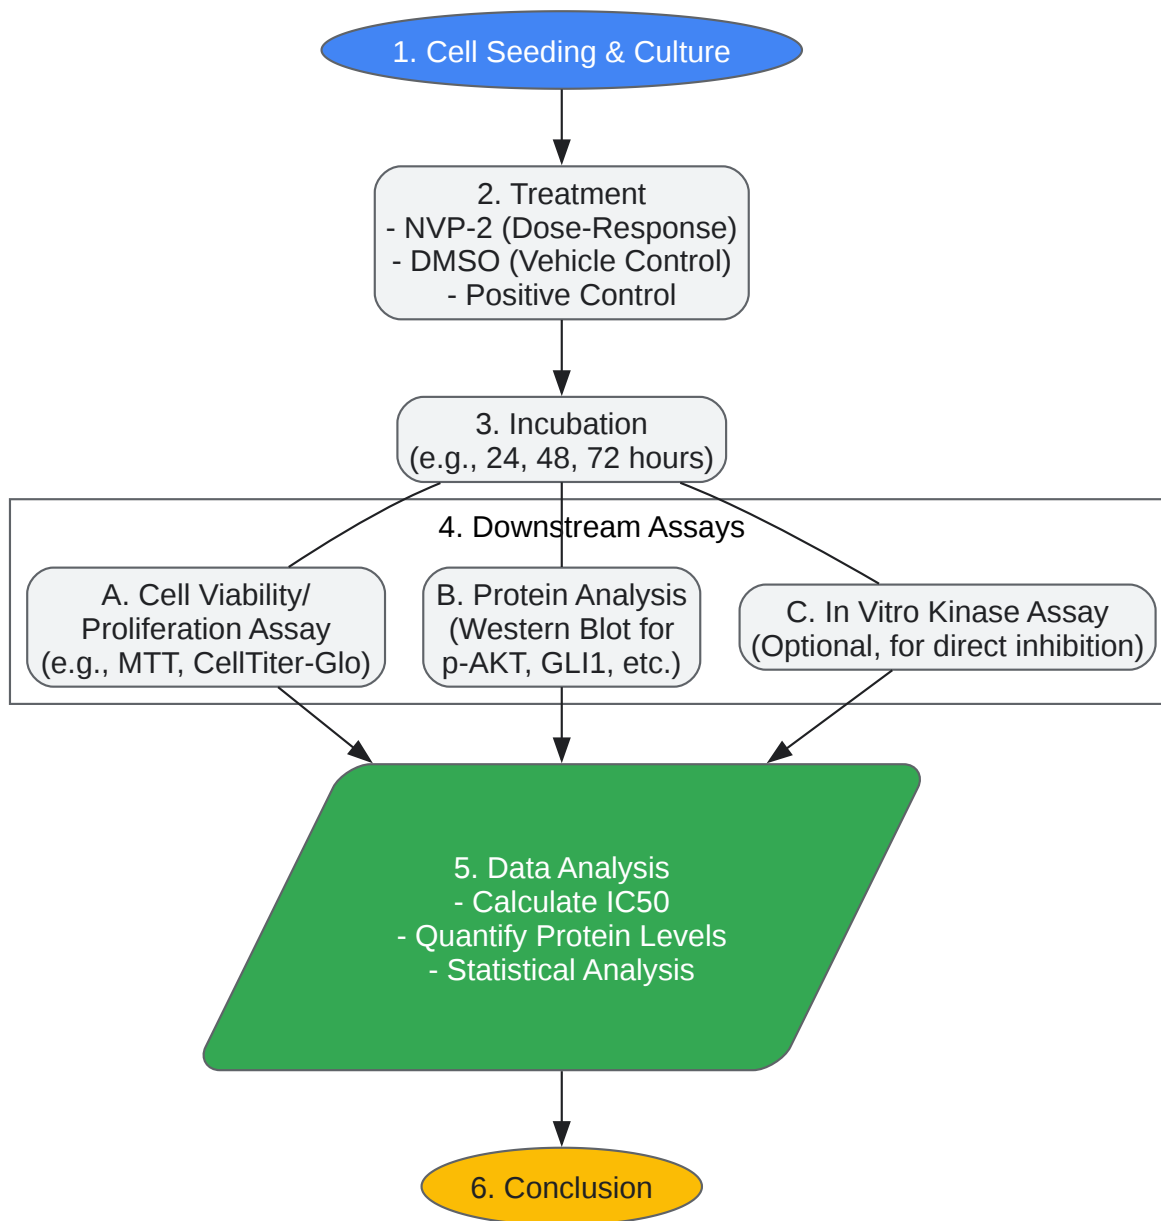 1. Cell Seeding & Culture
2. Treatment
- NVP-2 (Dose-Response)
- DMSO (Vehicle Control)
- Positive Control
3. Incubation
(e.g., 24, 48, 72 hours)
4. Downstream Assays
A. Cell Viability/
Proliferation Assay
(e.g., MTT, CellTiter-Glo)
B. Protein Analysis
(Western Blot for
p-AKT, GLI1, etc.)
C. In Vitro Kinase Assay
(Optional, for direct inhibition)
5. Data Analysis
- Calculate IC50
- Quantify Protein Levels
- Statistical Analysis
6. Conclusion